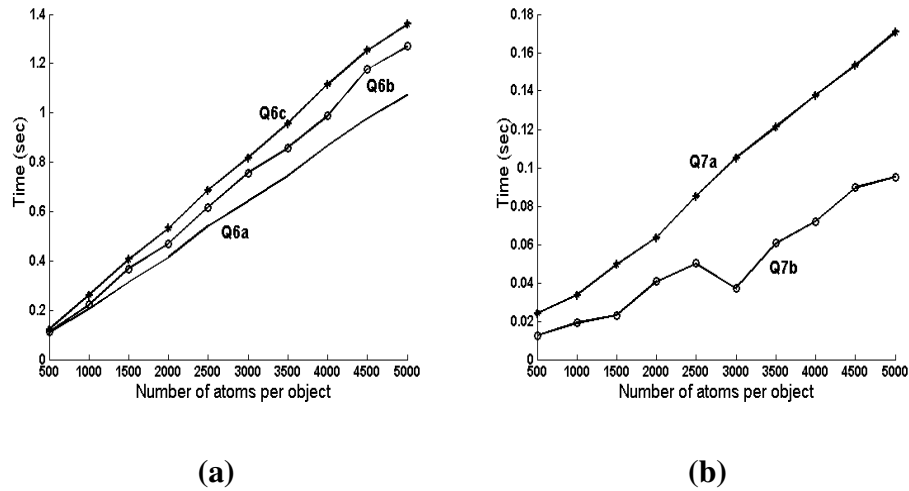 1.4
1.2
1
0.8
0.6
0.4
0.2
0
Time (sec)
Q6c
Q6b
Q6a
500 1000 1500 2000 2500 3000 3500 4000 4500 5000
Number of atoms per object
(a)
0.18
0.16
0.14
0.12
0.10
0.08
0.06
0.04
0.02
0
Time (sec)
Q7a
Q7b
500 1000 1500 2000 2500 3000 3500 4000 4500 5000
Number of atoms per object
(b)